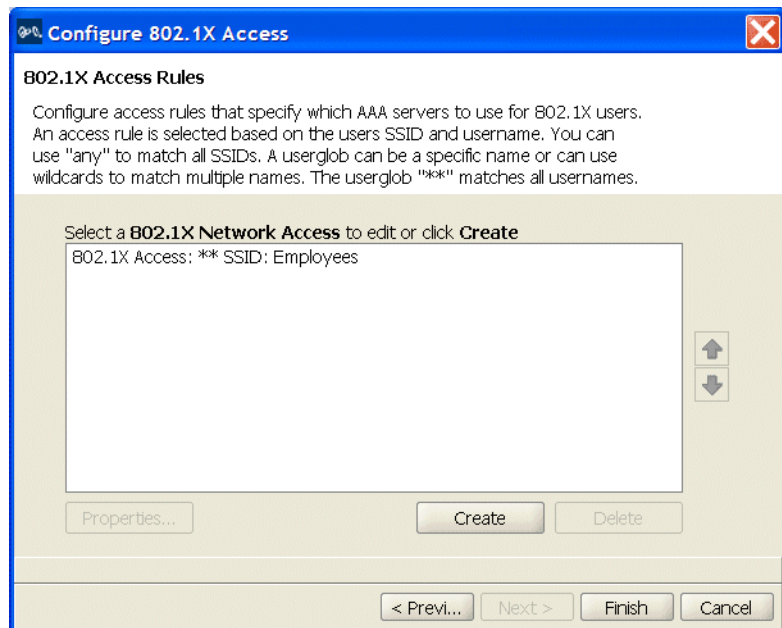 Configure 802.1X Access
802.1X Access Rules
Configure access rules that specify which AAA servers to use for 802.1X users.
An access rule is selected based on the users SSID and username. You can
use "any" to match all SSIDs. A userglob can be a specific name or can use
wildcards to match multiple names. The userglob "**" matches all usernames.
Select a 802.1X Network Access to edit or click Create
802.1X Access: ** SSID: Employees
Properties...
Create
Delete
< Previ...
Next >
Finish
Cancel